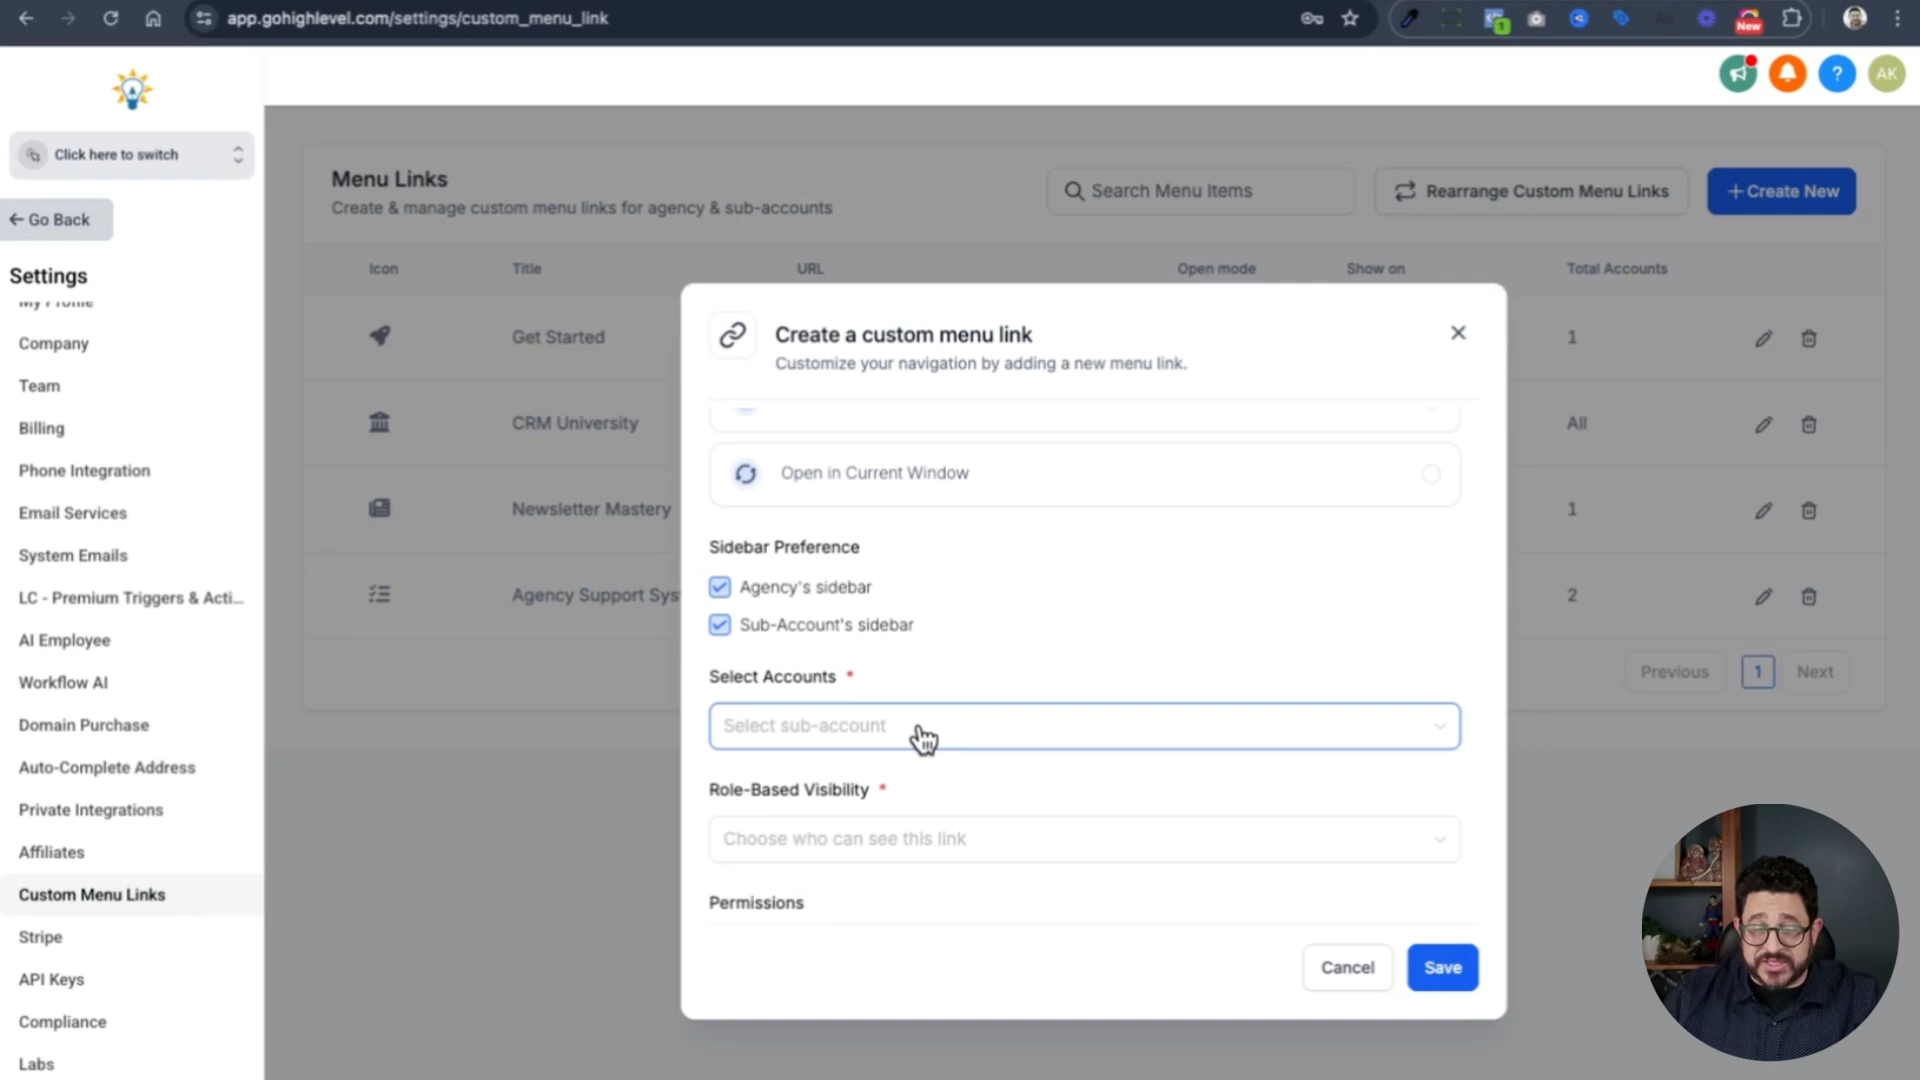 app.gohighlevel.com/settings/custom_menu_link
1
New
AK
Click here to switch
Go Back
Settings
My Profile
Company
Team
Billing
Phone Integration
Email Services
System Emails
LC - Premium Triggers & Acti...
AI Employee
Workflow AI
Domain Purchase
Auto-Complete Address
Private Integrations
Affiliates
Custom Menu Links
Stripe
API Keys
Compliance
Labs
Menu Links
Create & manage custom menu links for agency & sub-accounts
Search Menu Items
Rearrange Custom Menu Links
+ Create New
Icon Title URL Open mode Show on Total Accounts
Get Started 1
CRM University All
Newsletter Mastery 1
Agency Support Sys 2
Previous 1 Next
Create a custom menu link
Customize your navigation by adding a new menu link.
Open in Current Window
Sidebar Preference
Agency's sidebar
Sub-Account's sidebar
Select Accounts *
Select sub-account
Role-Based Visibility *
Choose who can see this link
Permissions
Cancel Save